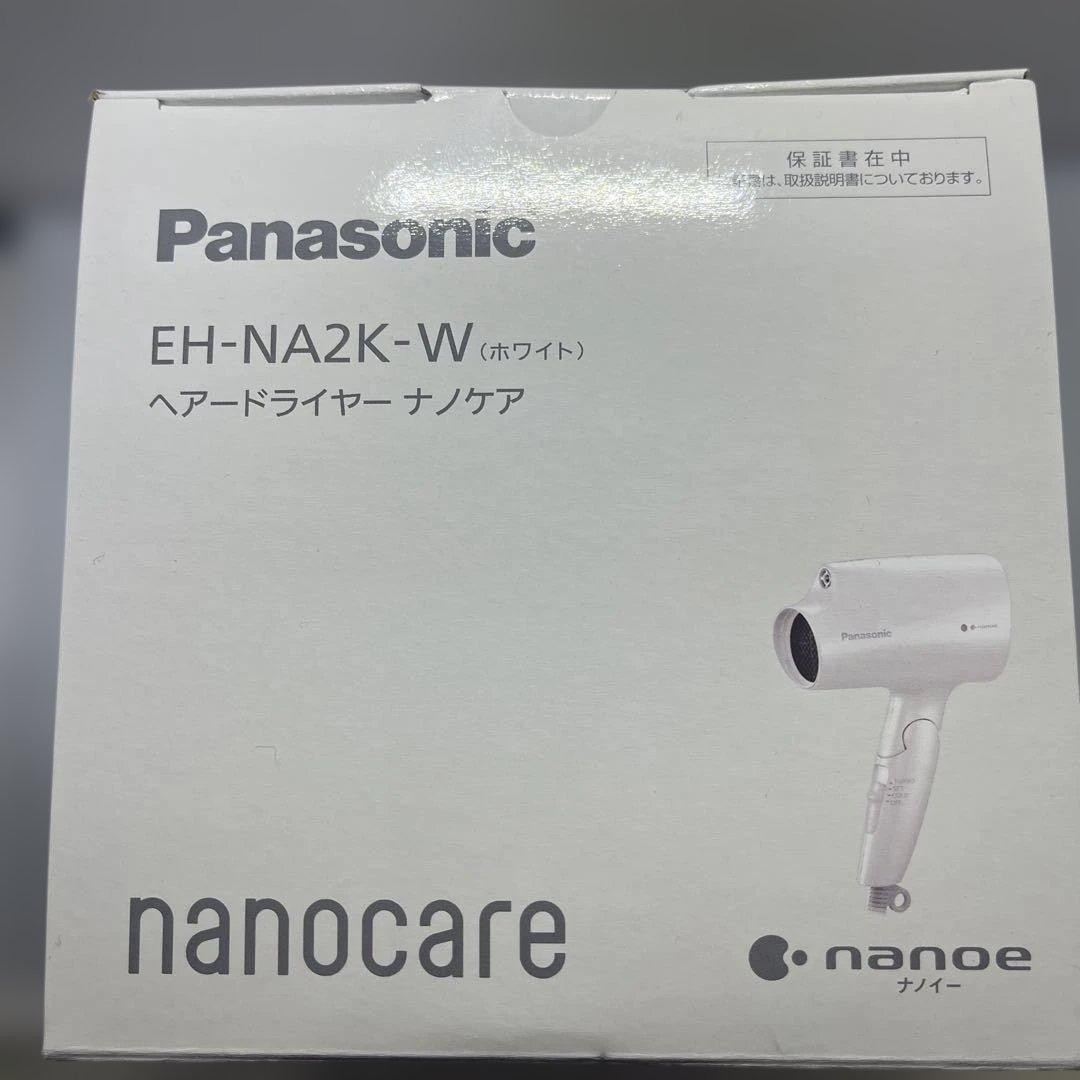 保証書在中
は、取扱説明書についております。
Panasonic
EH-NA2K-W（ホワイト）
ヘアードライヤー ナノケア
Panasonic
nanocare
nanoe
ナノイー